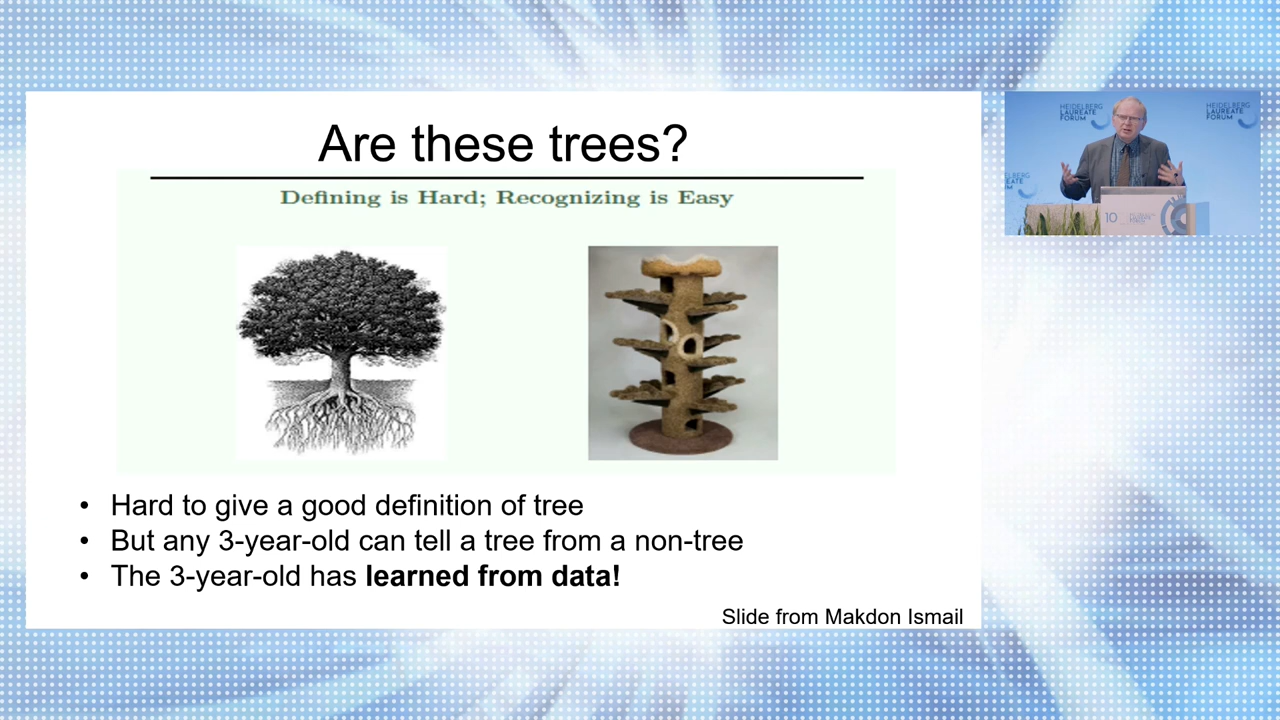 Are these trees?
Defining is Hard; Recognizing is Easy
• Hard to give a good definition of tree
• But any 3-year-old can tell a tree from a non-tree
• The 3-year-old has learned from data!
Slide from Makdon Ismail
HEIDELBERG
LAUREATE
FORUM
HEIDELBERG
LAUREATE
FORUM
10